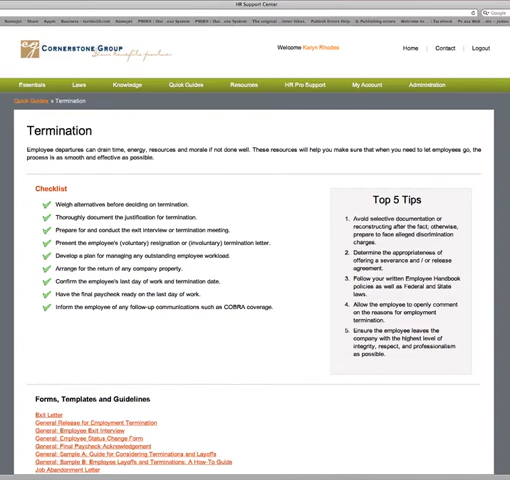 HR Support Center
Google
CORNERSTONE GROUP
Welcome Karyn Rhodes
Home | Contact | Logout
Essentials Laws Knowledge Quick Guides Resources HR Pro Support My Account Administration
Quick Guides » Termination
Termination
Employee departures can drain time, energy, resources and morale if not done well. These resources will help you make sure that when you need to let employees go, the
process is as smooth and effective as possible.
Checklist
Weigh alternatives before deciding on termination.
Thoroughly document the justification for termination.
Prepare for and conduct the exit interview or termination meeting.
Present the employee's (voluntary) resignation or (involuntary) termination letter.
Develop a plan for managing any outstanding employee workload.
Arrange for the return of any company property.
Confirm the employee's last day of work and termination date.
Have the final paycheck ready on the last day of work.
Inform the employee of any follow-up communications such as COBRA coverage.
Top 5 Tips
1. Avoid selective documentation or
reconstructing after the fact; otherwise,
prepare to face alleged discrimination
charges.
2. Determine the appropriateness of
offering a severance and / or release
agreement.
3. Follow your written Employee Handbook
policies as well as Federal and State
laws.
4. Allow the employee to openly comment
on the reasons for employment
termination.
5. Ensure the employee leaves the
company with the highest level of
integrity, respect, and professionalism
as possible.
Forms, Templates and Guidelines
Exit Letter
General Release for Employment Termination
General: Employee Exit Interview
General: Employee Status Change Form
General: Final Paycheck Acknowledgement
General: Sample A: Guide for Considering Terminations and Layoffs
General: Sample B: Employee Layoffs and Terminations: A How-To Guide
Job Abandonment Letter